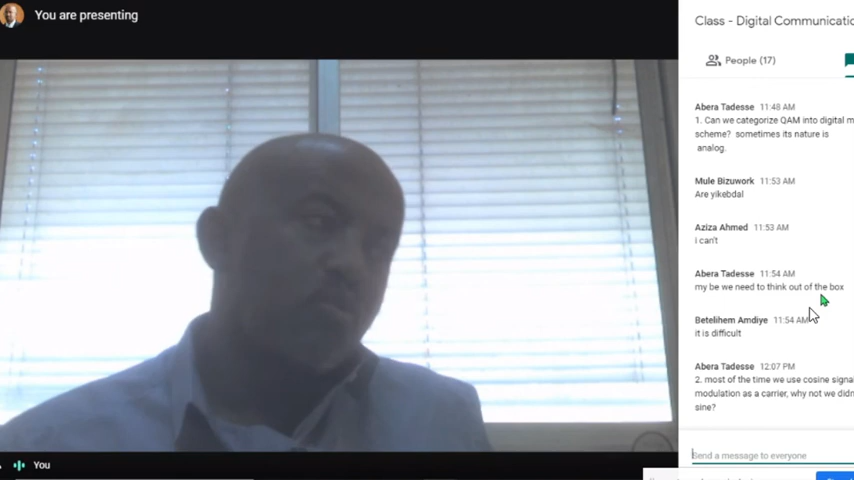 You are presenting
Class - Digital Communicatio
People (17)
Abera Tadesse 11:48 AM
1. Can we categorize QAM into digital m
scheme? sometimes its nature is
analog.
Mule Bizuwork 11:53 AM
Are yikebdal
Aziza Ahmed 11:53 AM
i can't
Abera Tadesse 11:54 AM
my be we need to think out of the box
Betelihem Amdiye 11:54 AM
it is difficult
Abera Tadesse 12:07 PM
2. most of the time we use cosine signal
modulation as a carrier, why not we didn
sine?
Send a message to everyone
You